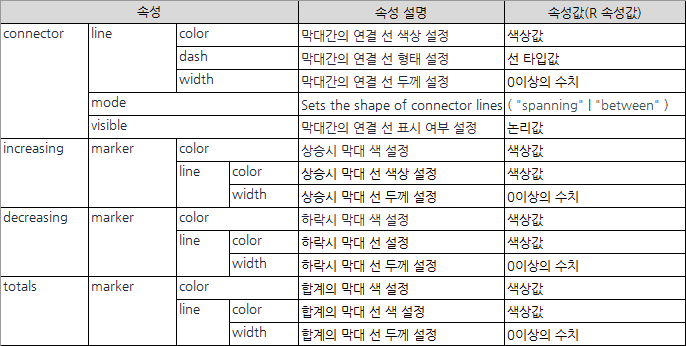 속성 속성 설명 속성값(R 속성값)
connector line color 막대간의 연결 선 색상 설정 색상값
dash 막대간의 연결 선 형태 설정 선 타입값
width 막대간의 연결 선 두께 설정 0이상의 수치
mode Sets the shape of connector lines ( "spanning" | "between" )
visible 막대간의 연결 선 표시 여부 설정 논리값
increasing marker color 상승시 막대 색 설정 색상값
line color 상승시 막대 선 색상 설정 색상값
width 상승시 막대 선 두께 설정 0이상의 수치
decreasing marker color 하락시 막대 색 설정 색상값
line color 하락시 막대 선 설정 색상값
width 하락시 막대 선 두께 설정 0이상의 수치
totals marker color 합계의 막대 색 설정 색상값
line color 합계의 막대 선 색 설정 색상값
width 합계의 막대 선 두께 설정 0이상의 수치